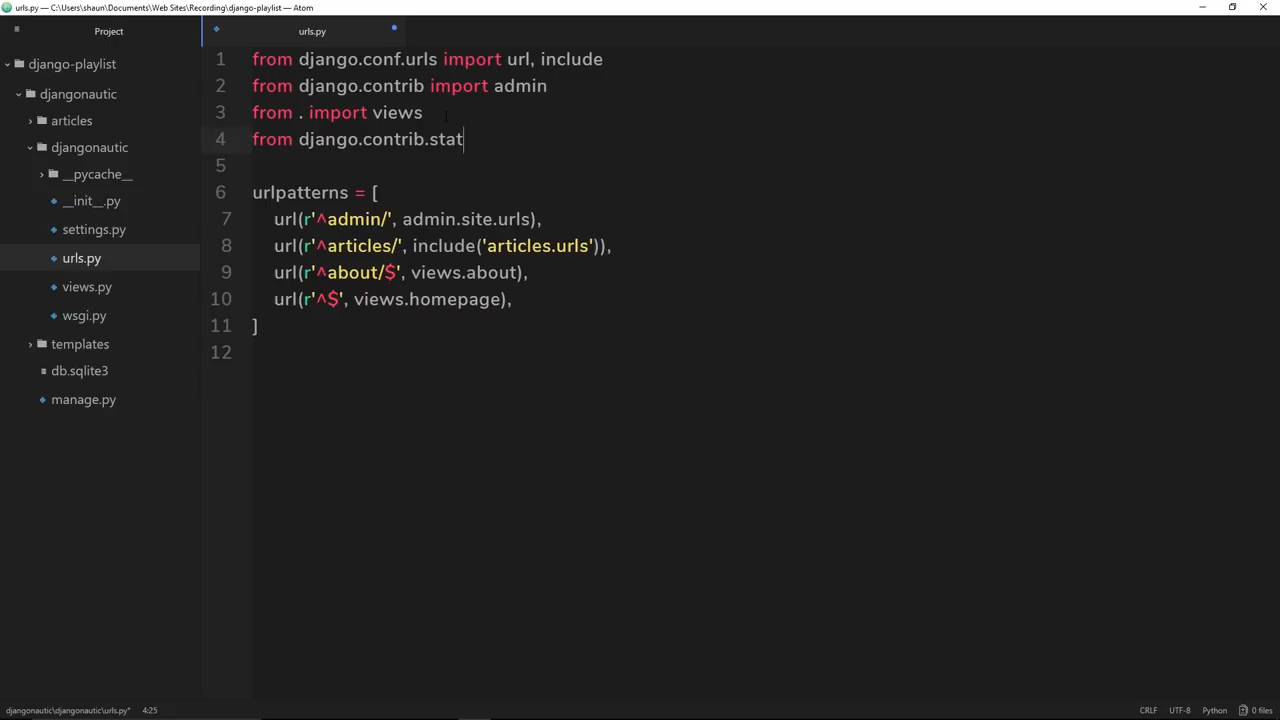 urls.py — C:\Users\shaun\Documents\Web Sites\Recording\django-playlist — Atom
Project
urls.py
django-playlist
djangonautic
articles
djangonautic
__pycache__
__init__.py
settings.py
urls.py
views.py
wsgi.py
templates
db.sqlite3
manage.py
1 from django.conf.urls import url, include
2 from django.contrib import admin
3 from . import views
4 from django.contrib.stat
5
6 urlpatterns = [
7 url(r'^admin/', admin.site.urls),
8 url(r'^articles/', include('articles.urls')),
9 url(r'^about/$', views.about),
10 url(r'^$', views.homepage),
11 ]
12
djangonautic\djangonautic\urls.py* 4:25 CRLF UTF-8 Python 0 files